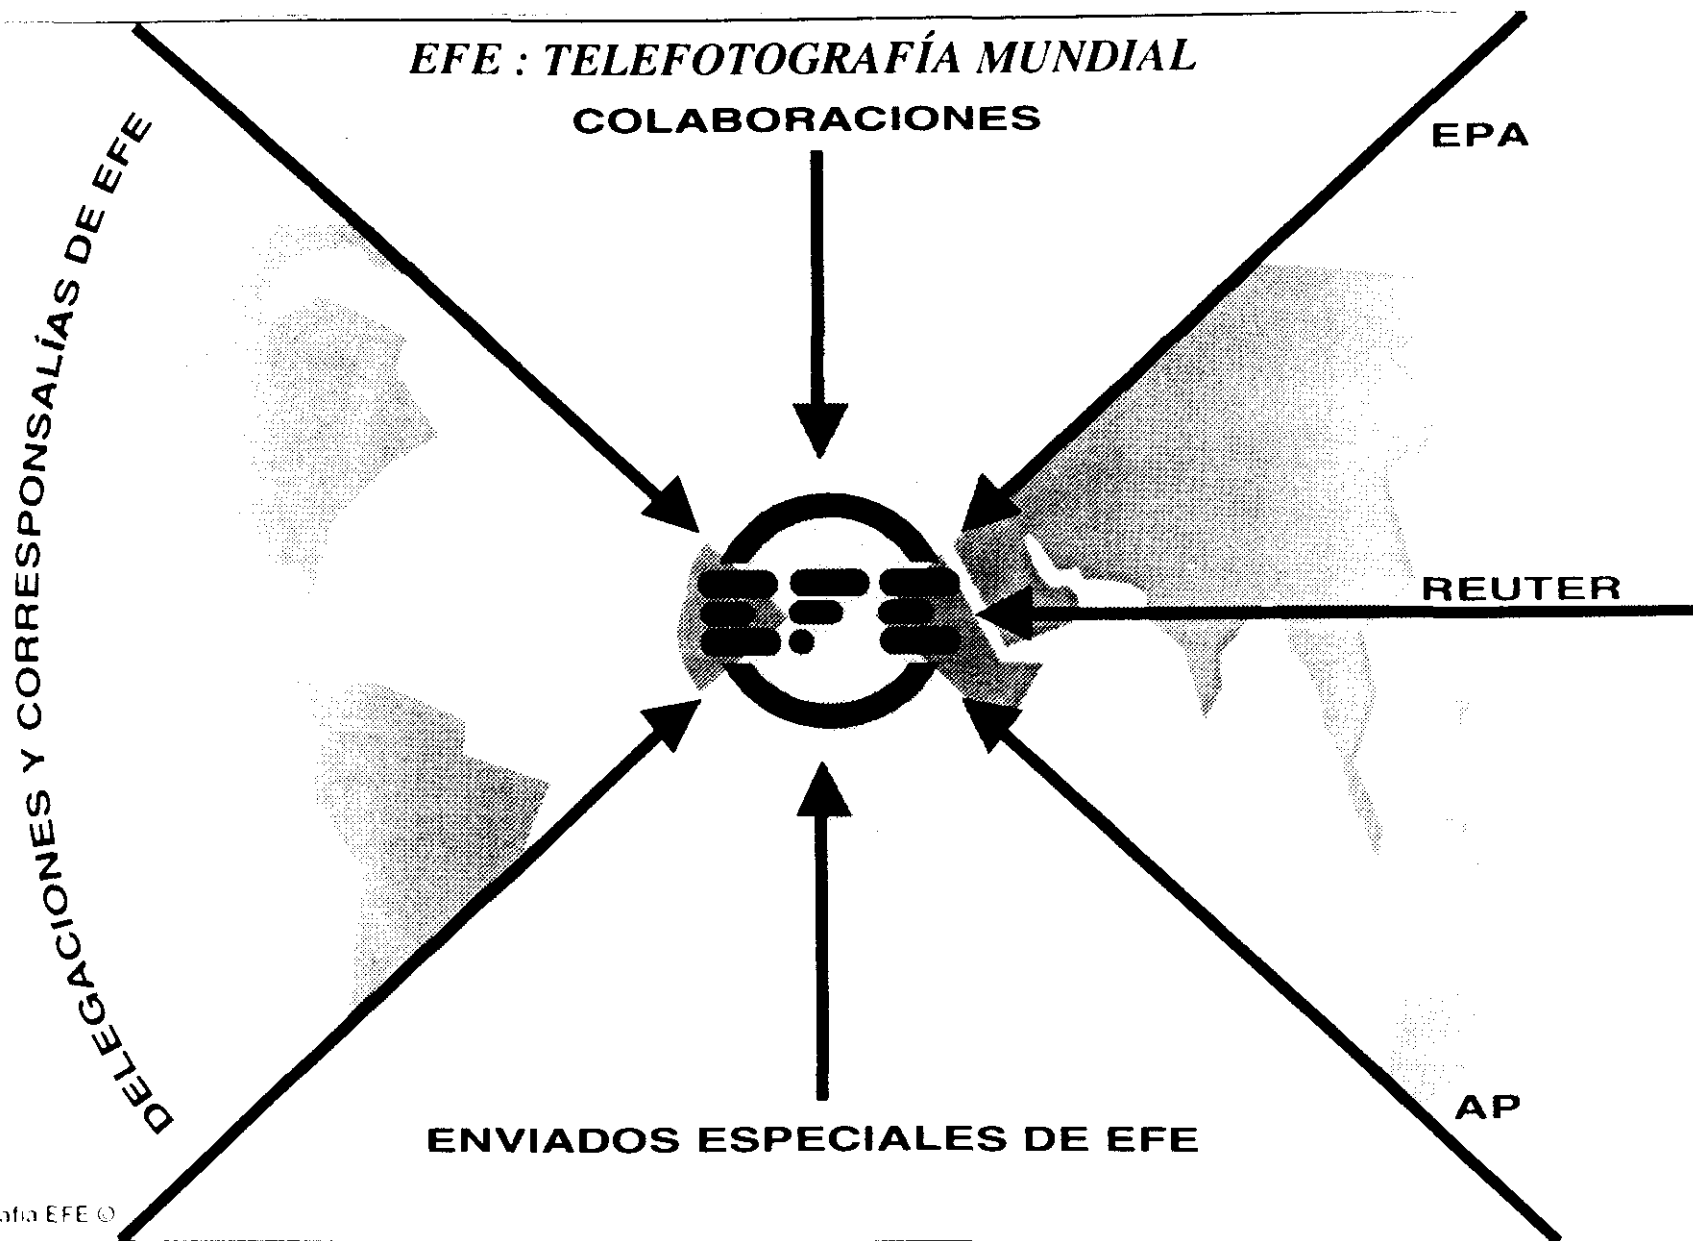 EFE : TELEFOTOGRAFÍA MUNDIAL
COLABORACIONES
EPA
DELEGACIONES Y CORRESPONSALÍAS DE EFE
REUTER
AP
ENVIADOS ESPECIALES DE EFE
EFE ©